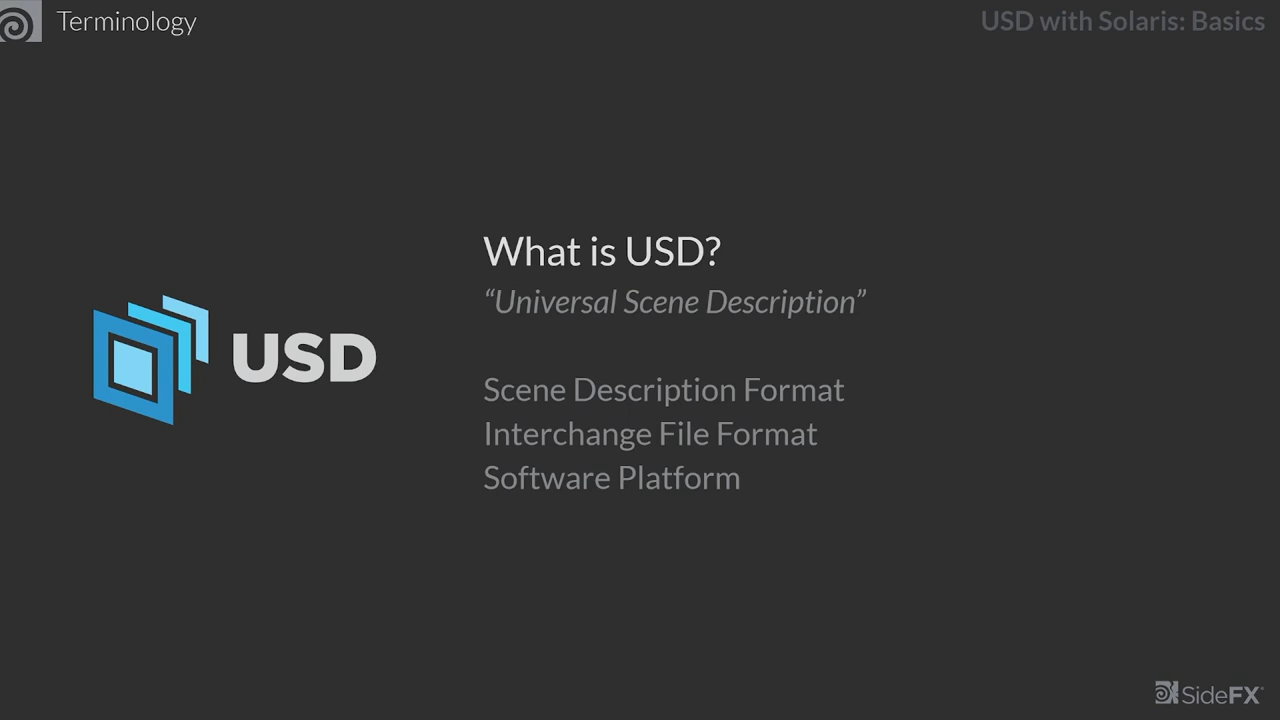 Terminology
USD with Solaris: Basics
What is USD?
“Universal Scene Description”
USD
Scene Description Format
Interchange File Format
Software Platform
SideFX